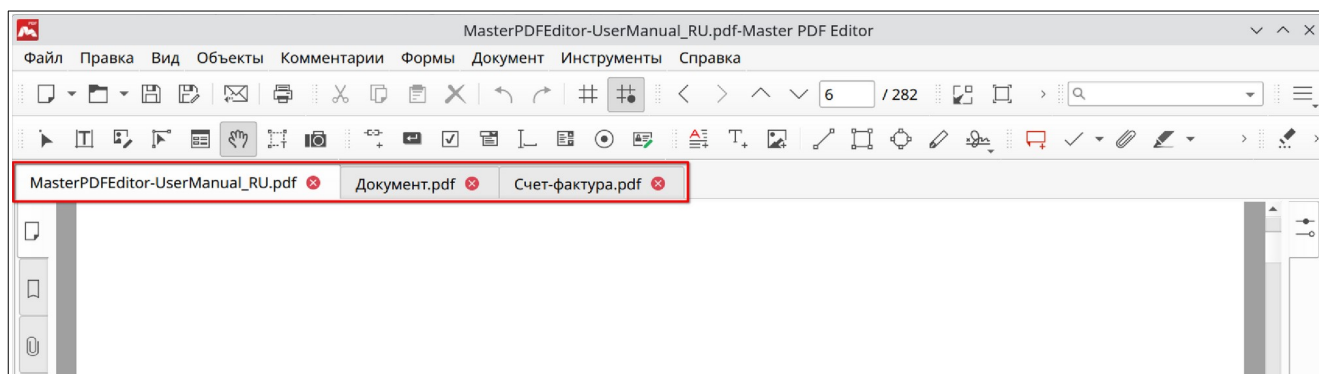 MasterPDFEditor-UserManual_RU.pdf-Master PDF Editor
Файл Правка Вид Объекты Комментарии Формы Документ Инструменты Справка
6 / 282
MasterPDFEditor-UserManual_RU.pdf Документ.pdf Счет-фактура.pdf